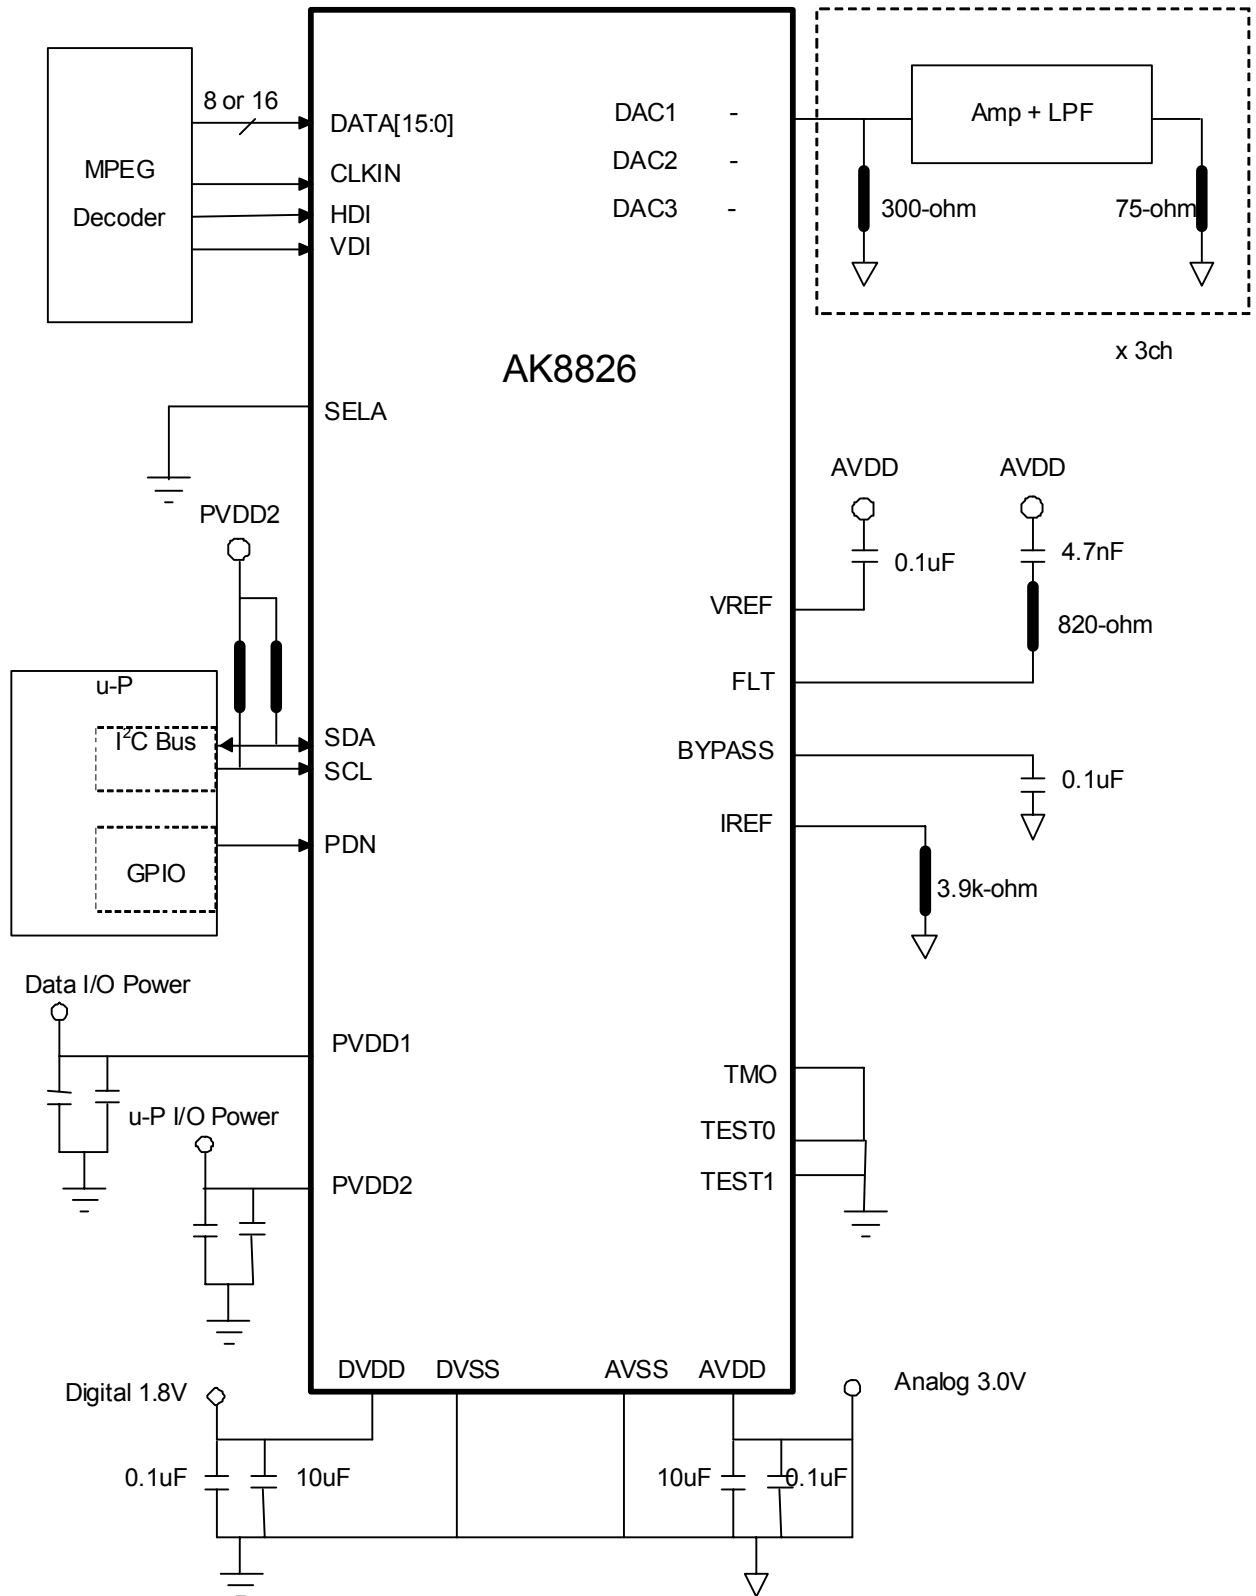 8 or 16
MPEG
Decoder
DATA[15:0]
CLKIN
HDI
VDI
DAC1 -
DAC2 -
DAC3 -
Amp + LPF
300-ohm
75-ohm
x 3ch
AK8826
SELA
PVDD2
AVDD
0.1uF
AVDD
4.7nF
820-ohm
VREF
FLT
BYPASS
0.1uF
IREF
3.9k-ohm
u-P
I²C Bus
GPIO
SDA
SCL
PDN
Data I/O Power
PVDD1
u-P I/O Power
PVDD2
TMO
TEST0
TEST1
DVDD
DVSS
AVSS
AVDD
Digital 1.8V
0.1uF
10uF
10uF
0.1uF
Analog 3.0V